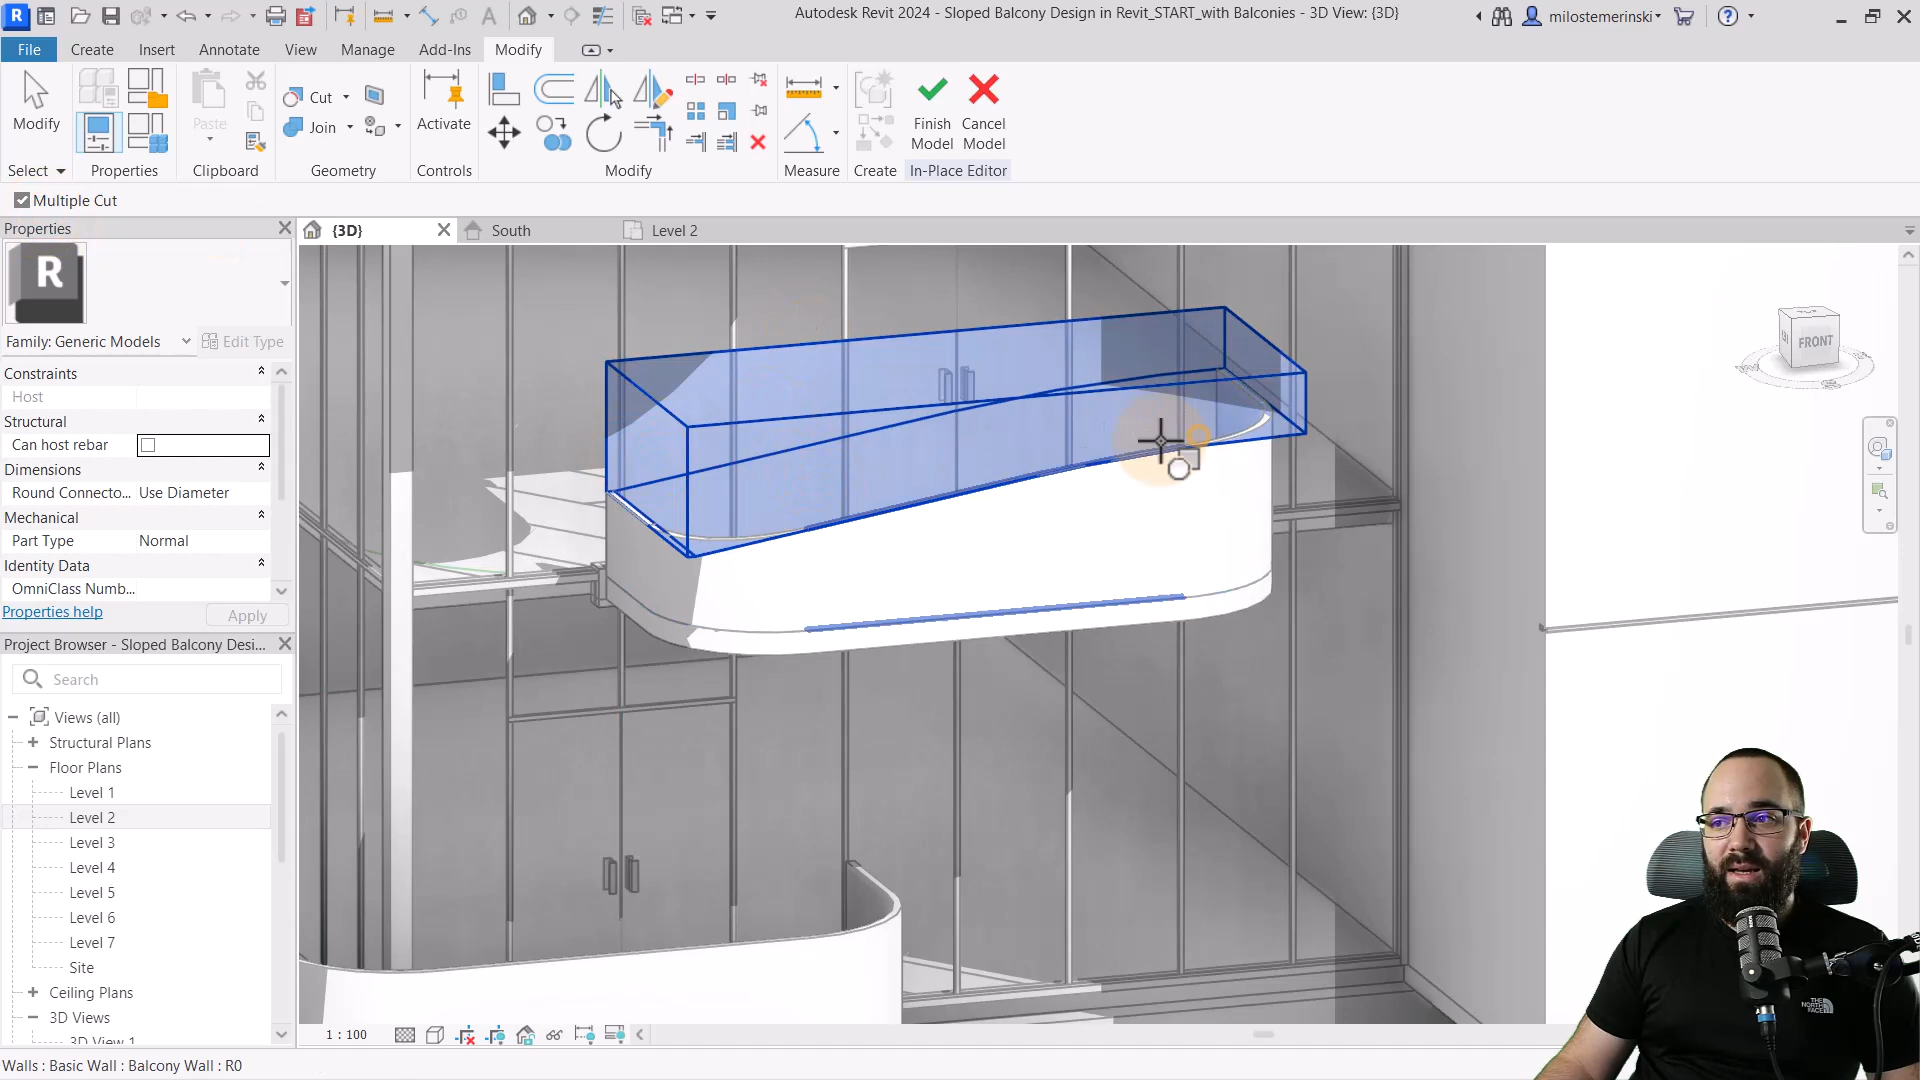 Autodesk Revit 2024 - Sloped Balcony Design in Revit_START_with Balconies - 3D View: {3D}
milostemerinski
File Create Insert Annotate View Manage Add-Ins Modify
Modify
Paste
Cut
Join
Activate
Finish Model
Cancel Model
Select Properties Clipboard Geometry Controls Modify Measure Create In-Place Editor
Multiple Cut
Properties
{3D} South Level 2
R
Family: Generic Models Edit Type
Constraints
Host
Structural
Can host rebar
Dimensions
Round Connecto... Use Diameter
Mechanical
Part Type Normal
Identity Data
OmniClass Numb...
Properties help Apply
Project Browser - Sloped Balcony Desi...
Search
Views (all)
Structural Plans
Floor Plans
Level 1
Level 2
Level 3
Level 4
Level 5
Level 6
Level 7
Site
Ceiling Plans
3D Views
3D View 1
FRONT
1 : 100
Walls : Basic Wall : Balcony Wall : R0
THE NORTH FACE